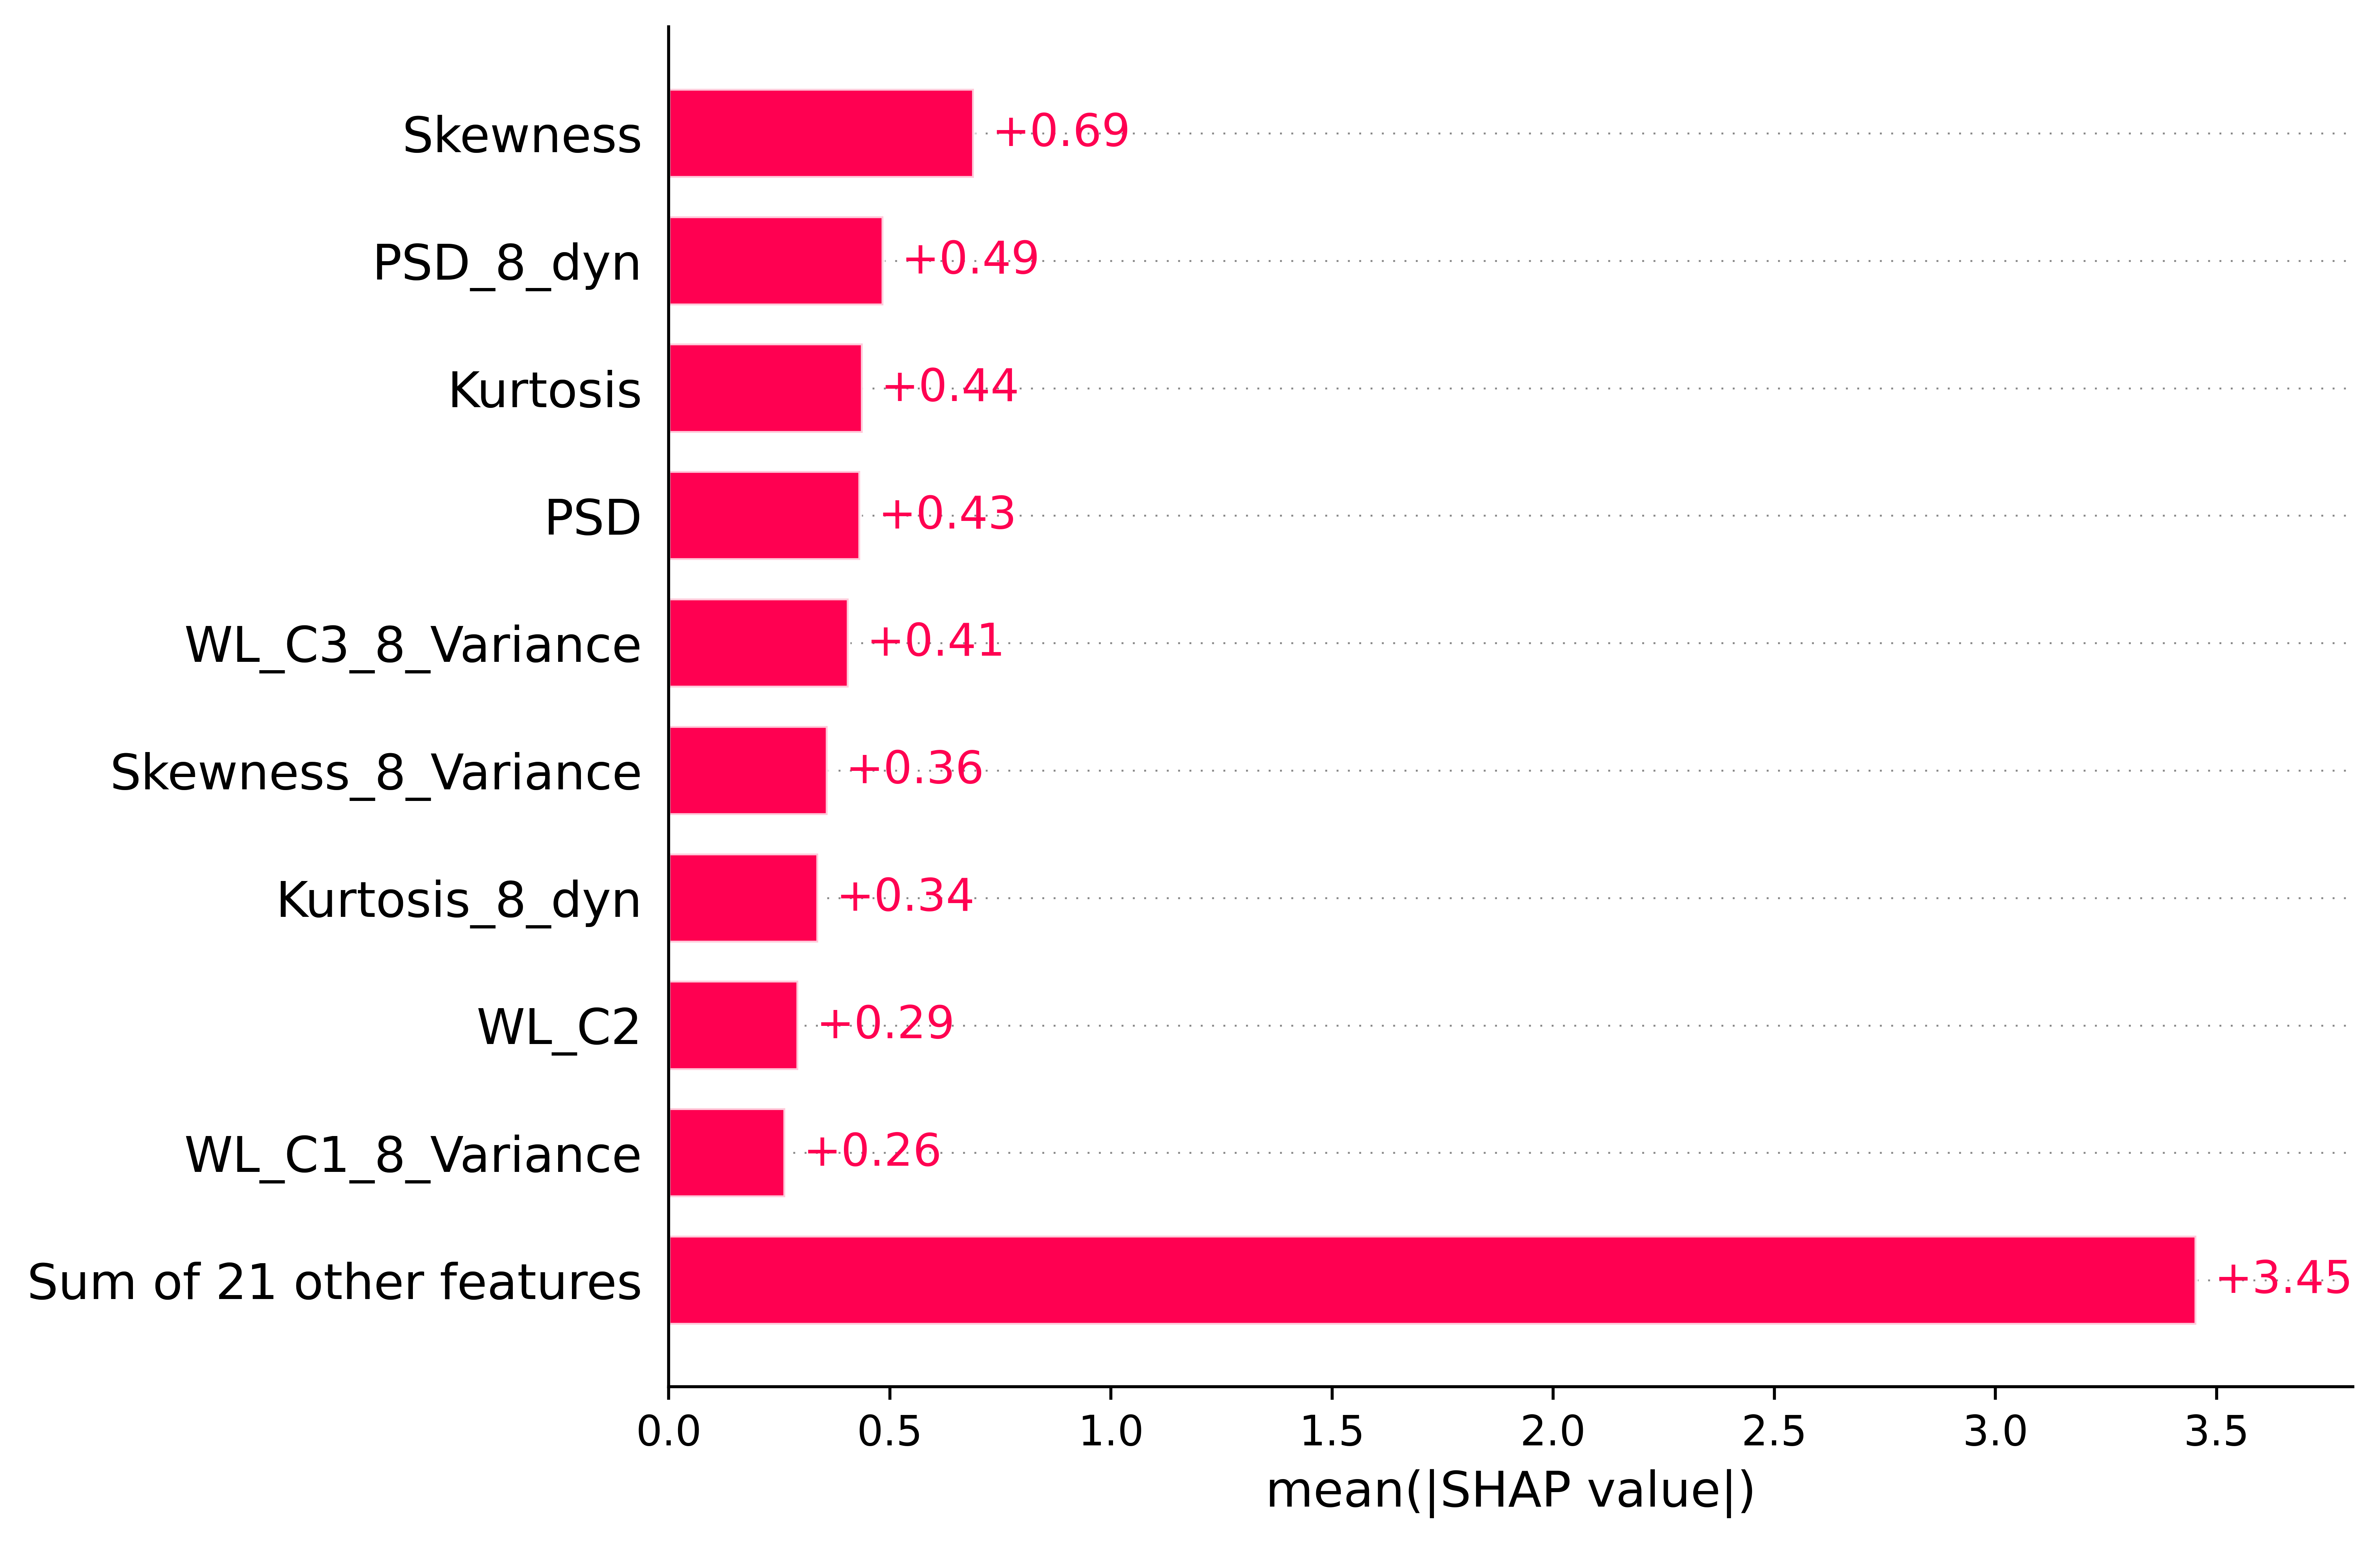 Skewness +0.69
PSD_8_dyn +0.49
Kurtosis +0.44
PSD +0.43
WL_C3_8_Variance +0.41
Skewness_8_Variance +0.36
Kurtosis_8_dyn +0.34
WL_C2 +0.29
WL_C1_8_Variance +0.26
Sum of 21 other features +3.45
0.0 0.5 1.0 1.5 2.0 2.5 3.0 3.5
mean(|SHAP value|)